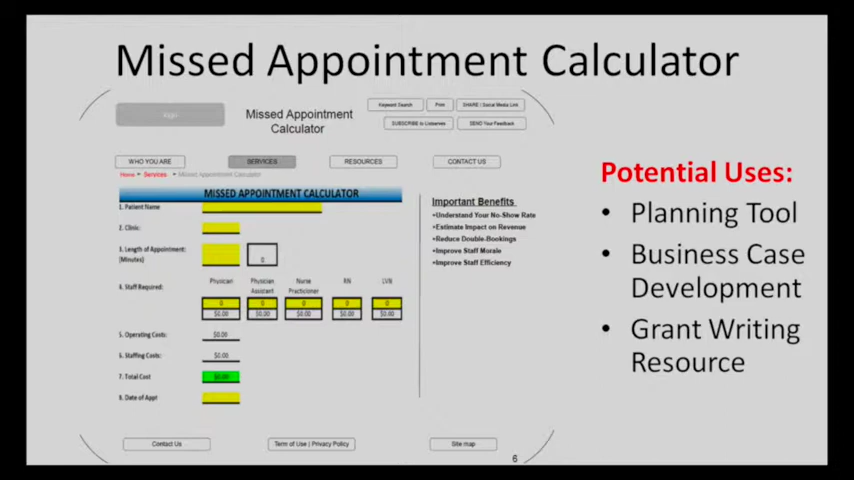 Missed Appointment Calculator
Missed Appointment
Calculator
Keyword Search
Print
SHARE / Social Media Link
SUBSCRIBE to Listserves
SEND Your Feedback
WHO YOU ARE
SERVICES
RESOURCES
CONTACT US
Home
Services
Missed Appointment Calculator
MISSED APPOINTMENT CALCULATOR
1. Patient Name
2. Clinic:
3. Length of Appointment:
(Minutes)
0
4. Staff Required:
Physician
Physician
Assistant
Nurse
Practicioner
RN
LVN
0 0 0 0 0
$0.00 $0.00 $0.00 $0.00 $0.00
5. Operating Costs:
$0.00
6. Staffing Costs:
$0.00
7. Total Cost
$0.00
8. Date of Appt
Important Benefits
•Understand Your No-Show Rate
•Estimate Impact on Revenue
•Reduce Double-Bookings
•Improve Staff Morale
•Improve Staff Efficiency
Contact Us
Term of Use | Privacy Policy
Site map
6
Potential Uses:
• Planning Tool
• Business Case
Development
• Grant Writing
Resource